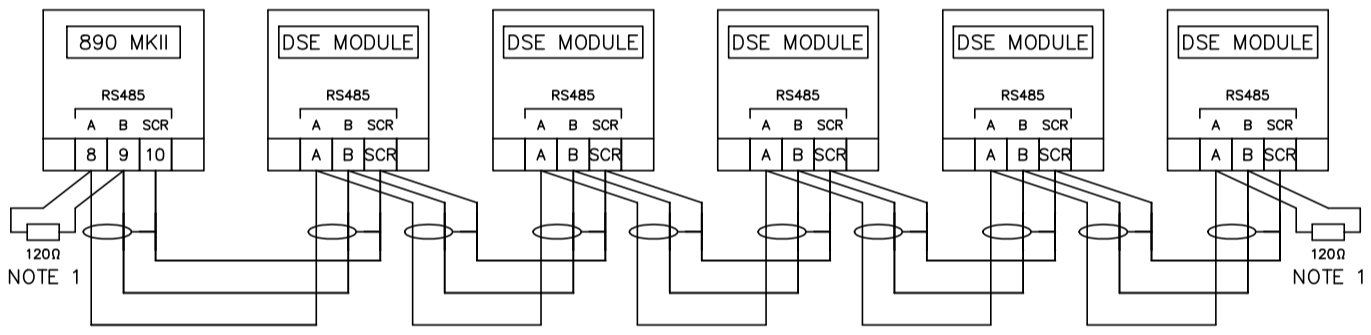 890 MKII DSE MODULE DSE MODULE DSE MODULE DSE MODULE DSE MODULE
RS485 RS485 RS485 RS485 RS485 RS485
A B SCR A B SCR A B SCR A B SCR A B SCR A B SCR
8 9 10 A B SCR A B SCR A B SCR A B SCR A B SCR
120Ω 120Ω
NOTE 1 NOTE 1